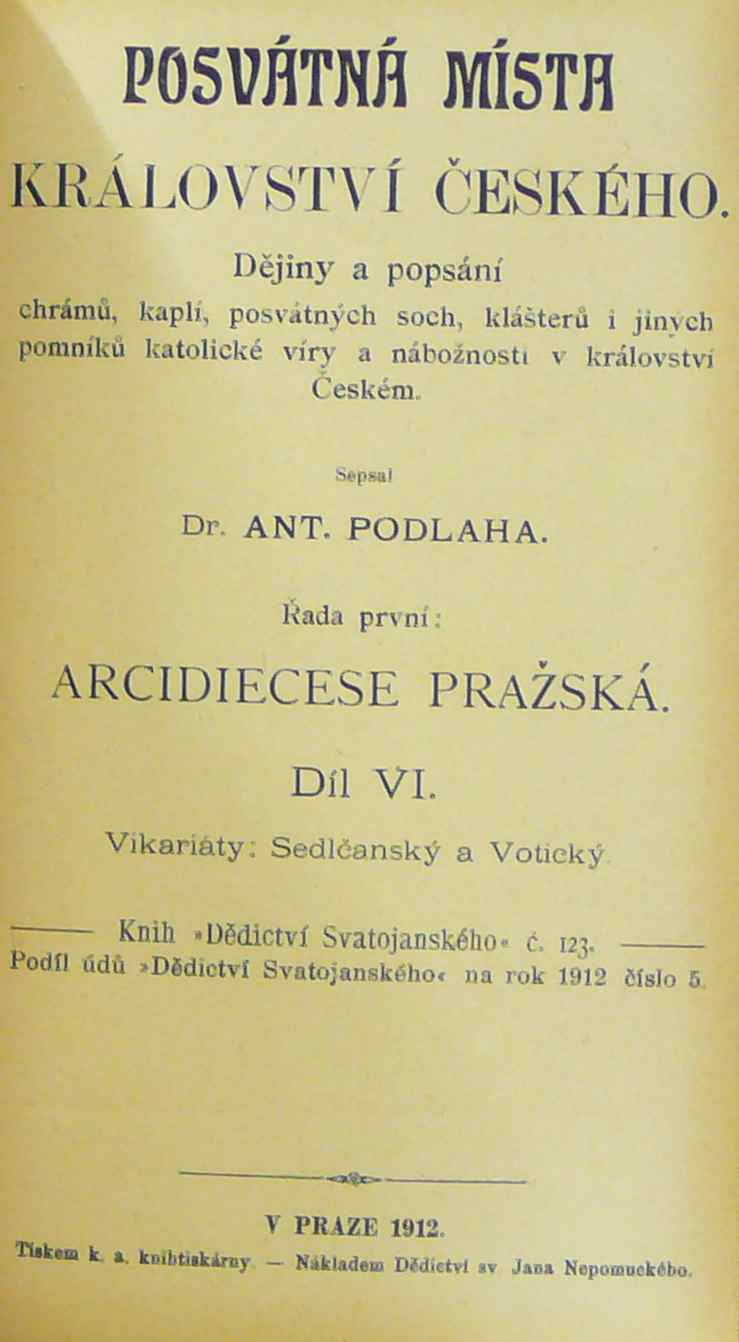 POSVÁTNÁ MÍSTA
KRÁLOVSTVÍ ČESKÉHO.
Dějiny a popsání
chrámů, kaplí, posvátných soch, klášterů i jiných
pomníků katolické víry a nábožnosti v království
Českém.
Sepsal
Dr. ANT. PODLAHA.
Řada první:
ARCIDIECESE PRAŽSKÁ.
Díl VI.
Vikariáty: Sedlčanský a Votický.
Knih »Dědictví Svatojanského« č. 123.
Podíl údů »Dědictví Svatojanského« na rok 1912 číslo 5.
V PRAZE 1912.
Tiskem k. a. knihtiskárny. — Nákladem Dědictví sv Jana Nepomuckého.